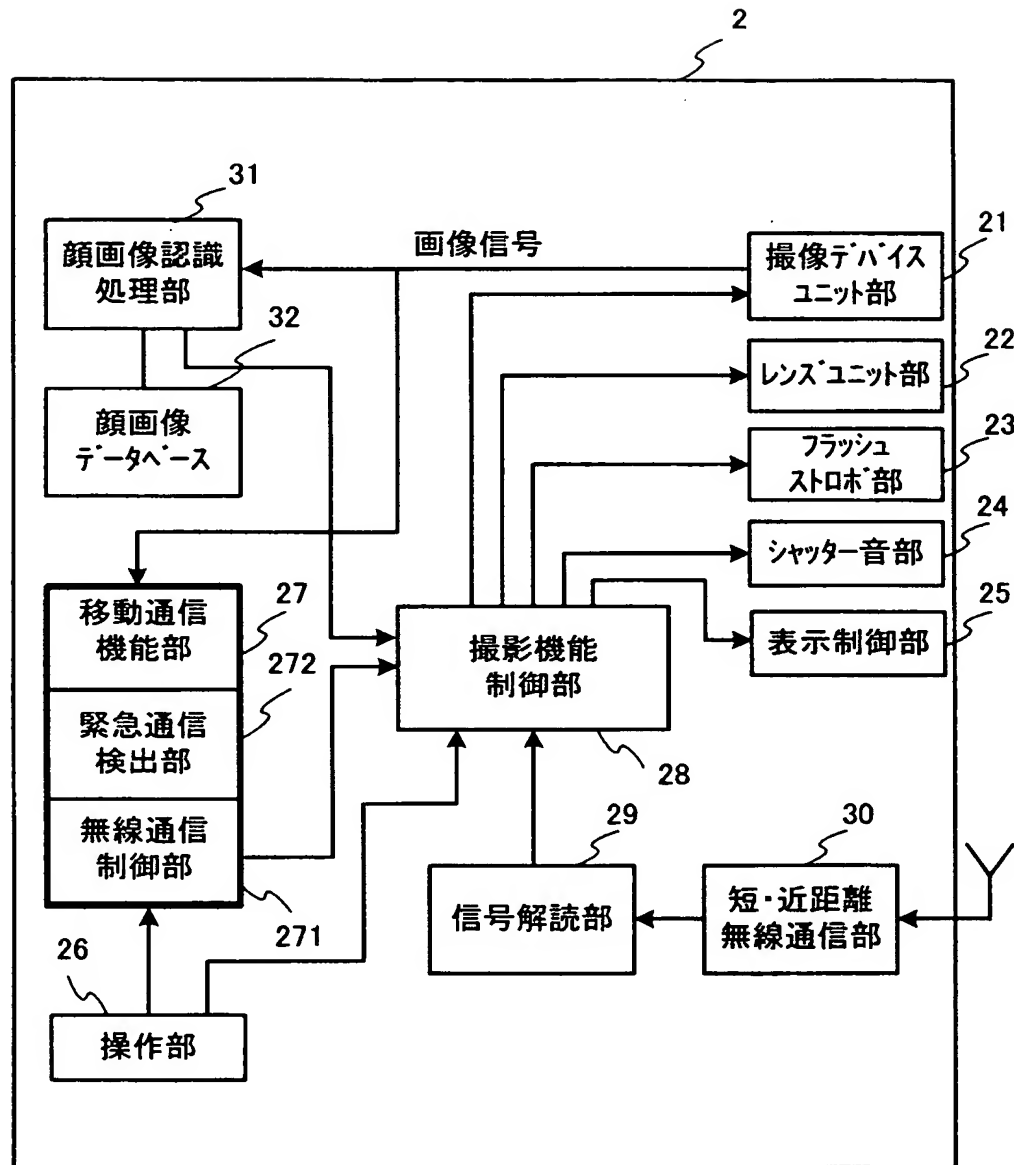 2
31
顔画像認識
処理部
画像信号
21
撮像デバイス
ユニット部
32
顔画像
データベース
22
レンズユニット部
23
フラッシュ
ストロボ部
24
シャッター音部
25
表示制御部
移動通信
機能部
27
272
緊急通信
検出部
無線通信
制御部
271
撮影機能
制御部
28
29
信号解読部
30
短・近距離
無線通信部
26
操作部